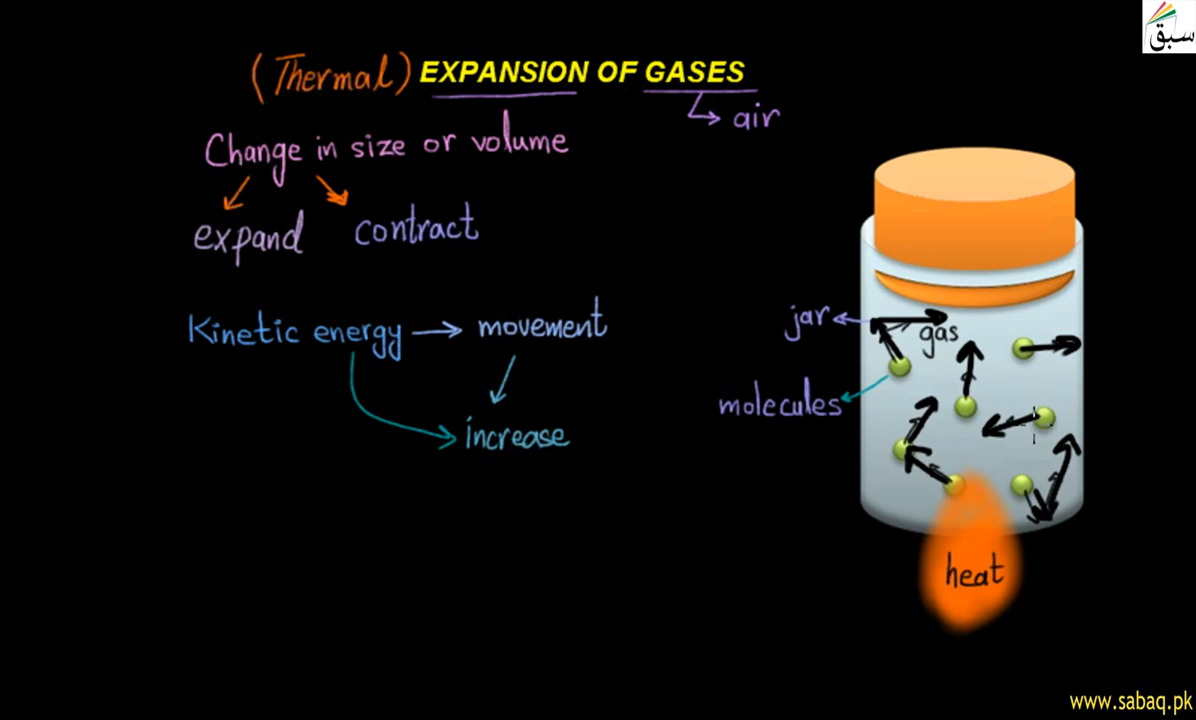 سبق
(Thermal) EXPANSION OF GASES
air
Change in size or volume
expand contract
Kinetic energy movement
increase
jar
gas
molecules
heat
www.sabaq.pk